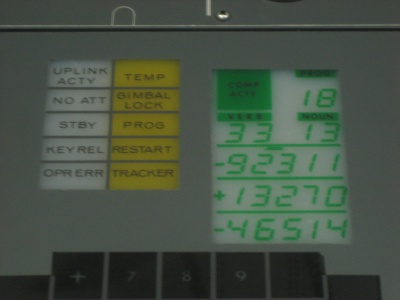 UPLINK ACTY
TEMP
NO ATT
GIMBAL LOCK
STBY
PROG
KEY REL
RESTART
OPR ERR
TRACKER
COMP ACTY
PROG
18
VERB
NOUN
33
13
-92311
+13270
-46514
+
7
8
9